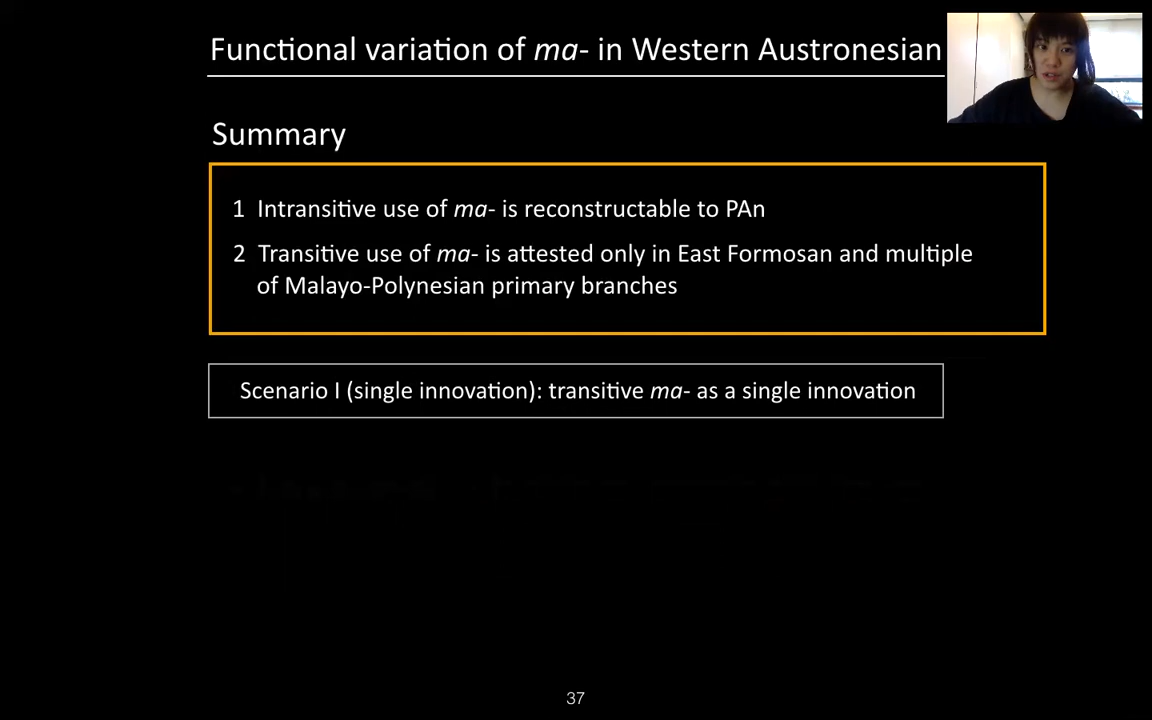 Functional variation of ma- in Western Austronesian
Summary
1 Intransitive use of ma- is reconstructable to PAn
2 Transitive use of ma- is attested only in East Formosan and multiple
of Malayo-Polynesian primary branches
Scenario I (single innovation): transitive ma- as a single innovation
37